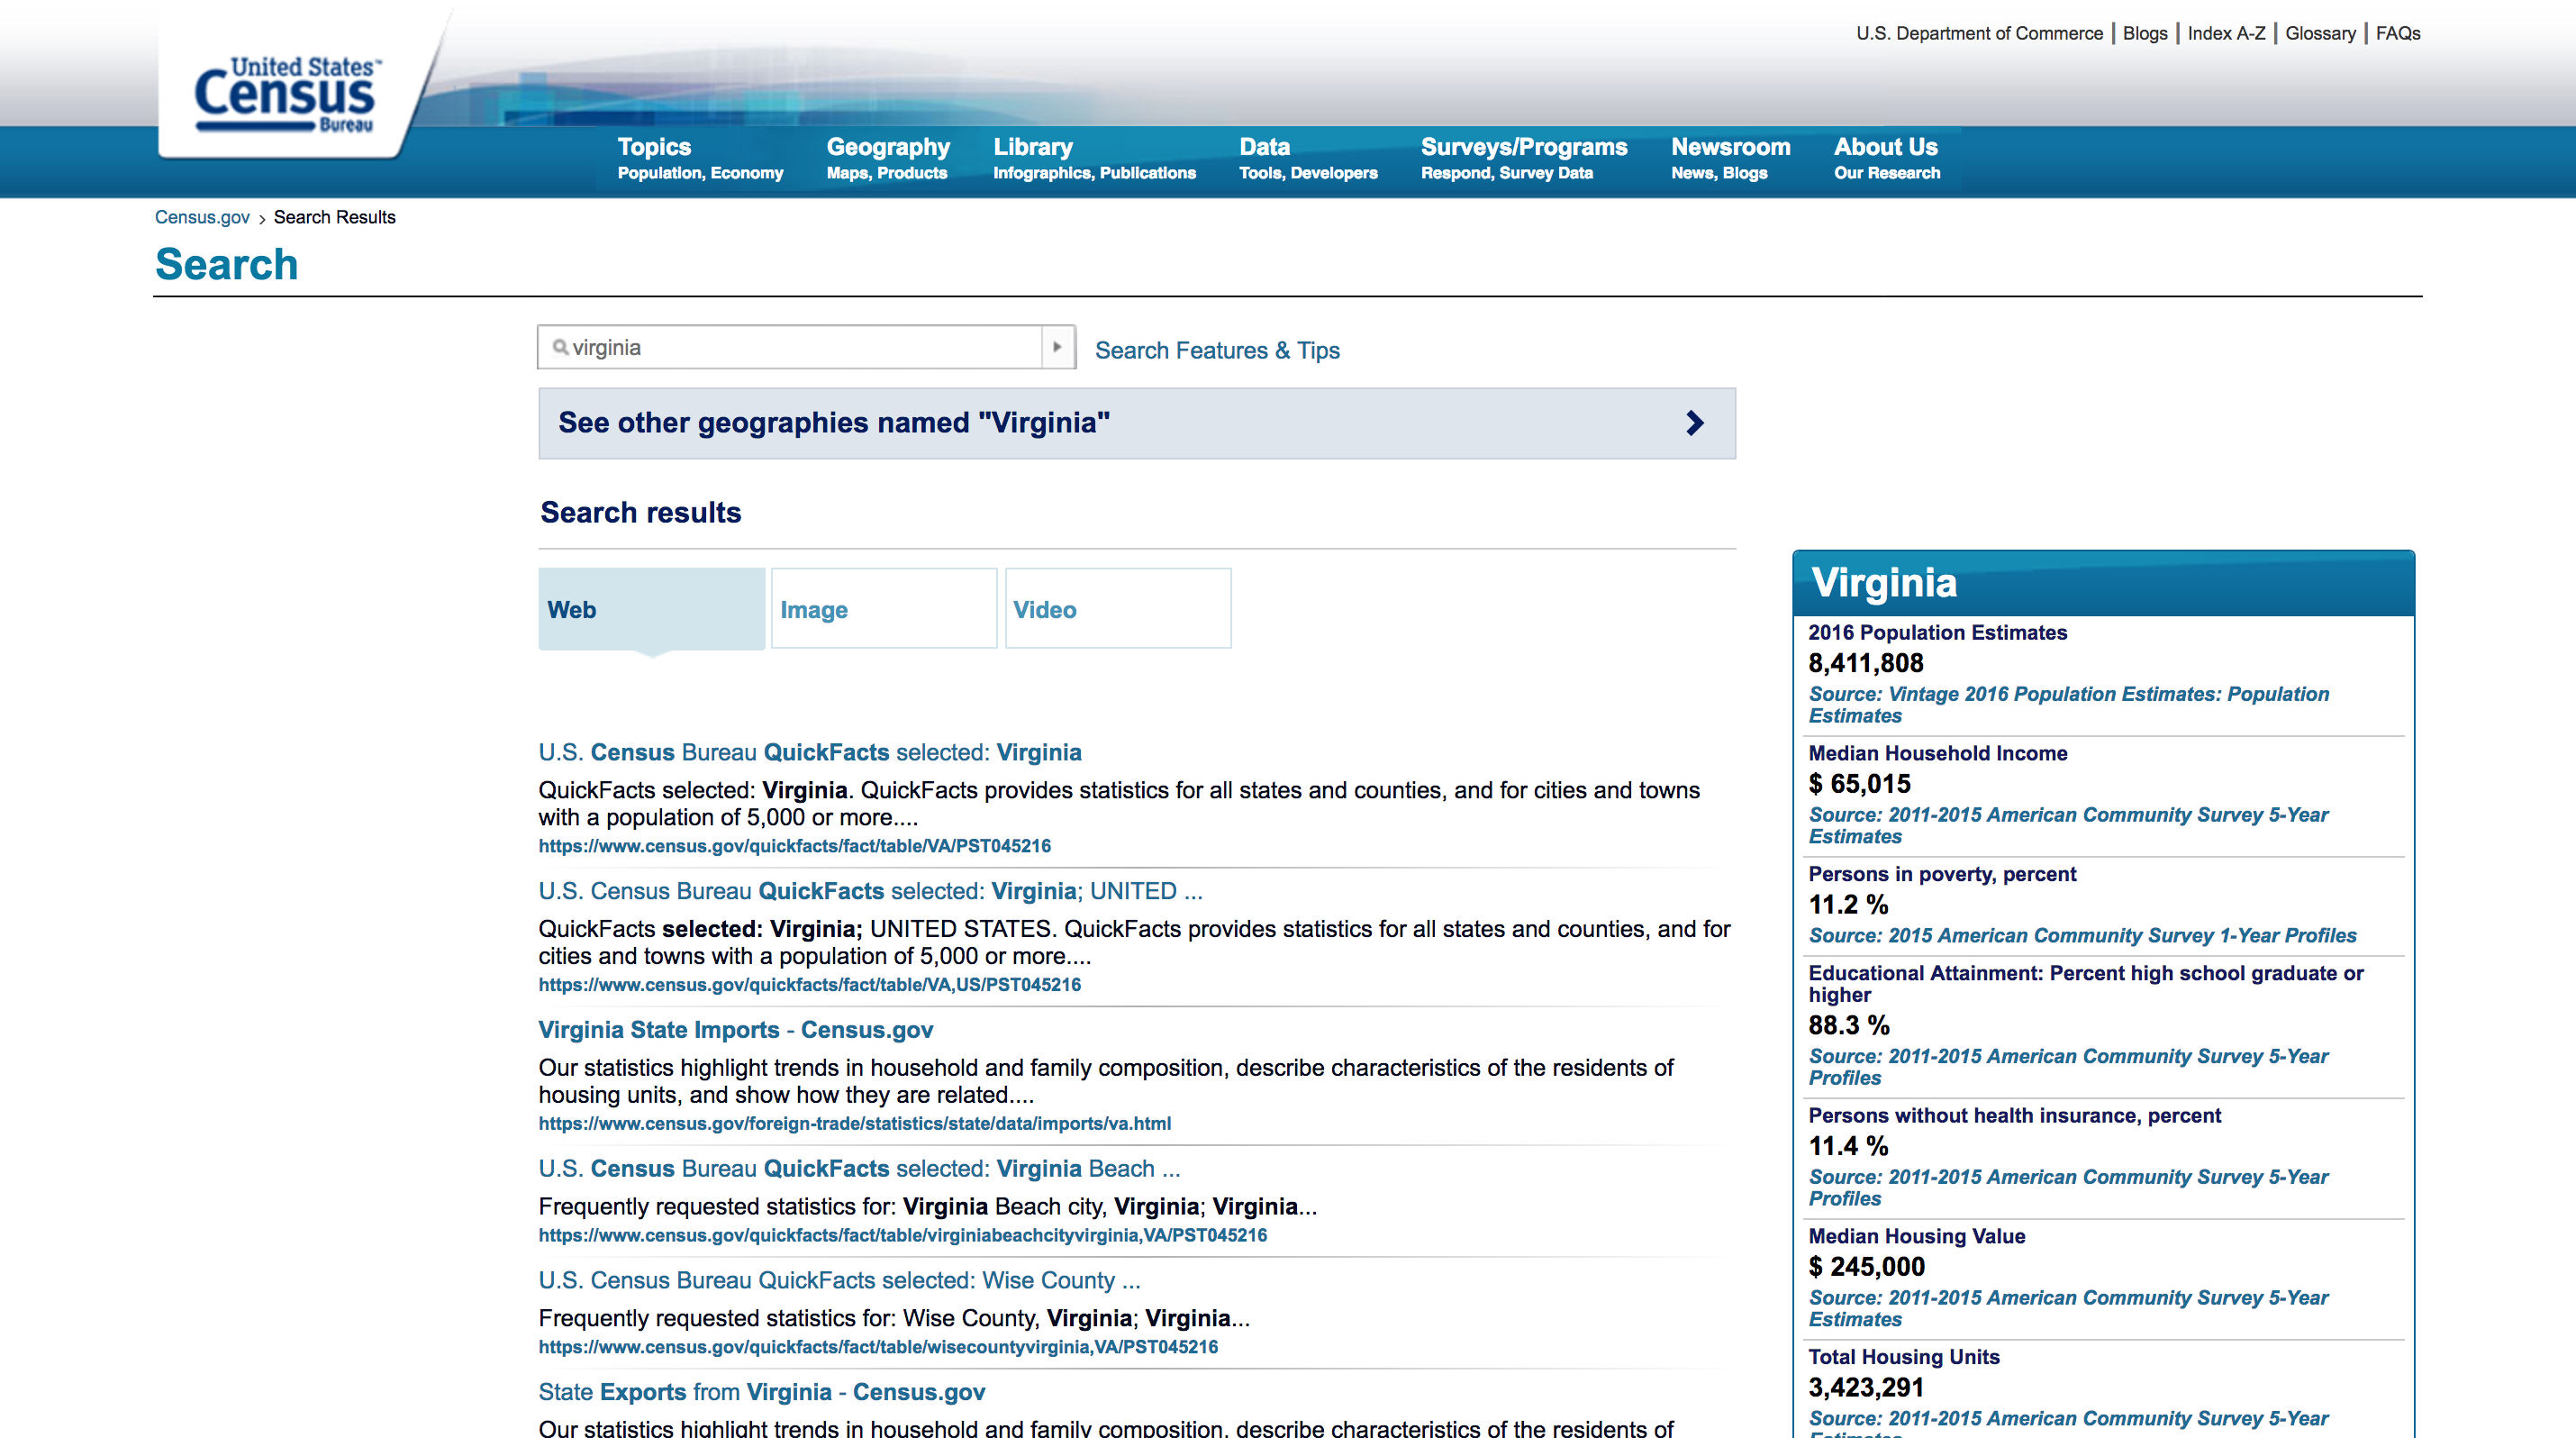 U.S. Department of Commerce | Blogs | Index A-Z | Glossary | FAQs
United States™
Census
Bureau
Topics
Population, Economy
Geography
Maps, Products
Library
Infographics, Publications
Data
Tools, Developers
Surveys/Programs
Respond, Survey Data
Newsroom
News, Blogs
About Us
Our Research
Census.gov › Search Results
Search
virginia
Search Features & Tips
See other geographies named "Virginia"
Search results
Web
Image
Video
U.S. Census Bureau QuickFacts selected: Virginia
QuickFacts selected: Virginia. QuickFacts provides statistics for all states and counties, and for cities and towns
with a population of 5,000 or more....
https://www.census.gov/quickfacts/fact/table/VA/PST045216
U.S. Census Bureau QuickFacts selected: Virginia; UNITED ...
QuickFacts selected: Virginia; UNITED STATES. QuickFacts provides statistics for all states and counties, and for
cities and towns with a population of 5,000 or more....
https://www.census.gov/quickfacts/fact/table/VA,US/PST045216
Virginia State Imports - Census.gov
Our statistics highlight trends in household and family composition, describe characteristics of the residents of
housing units, and show how they are related....
https://www.census.gov/foreign-trade/statistics/state/data/imports/va.html
U.S. Census Bureau QuickFacts selected: Virginia Beach ...
Frequently requested statistics for: Virginia Beach city, Virginia; Virginia...
https://www.census.gov/quickfacts/fact/table/virginiabeachcityvirginia,VA/PST045216
U.S. Census Bureau QuickFacts selected: Wise County ...
Frequently requested statistics for: Wise County, Virginia; Virginia...
https://www.census.gov/quickfacts/fact/table/wisecountyvirginia,VA/PST045216
State Exports from Virginia - Census.gov
Our statistics highlight trends in household and family composition, describe characteristics of the residents of
Virginia
2016 Population Estimates
8,411,808
Source: Vintage 2016 Population Estimates: Population
Estimates
Median Household Income
$ 65,015
Source: 2011-2015 American Community Survey 5-Year
Estimates
Persons in poverty, percent
11.2 %
Source: 2015 American Community Survey 1-Year Profiles
Educational Attainment: Percent high school graduate or
higher
88.3 %
Source: 2011-2015 American Community Survey 5-Year
Profiles
Persons without health insurance, percent
11.4 %
Source: 2011-2015 American Community Survey 5-Year
Profiles
Median Housing Value
$ 245,000
Source: 2011-2015 American Community Survey 5-Year
Estimates
Total Housing Units
3,423,291
Source: 2011-2015 American Community Survey 5-Year